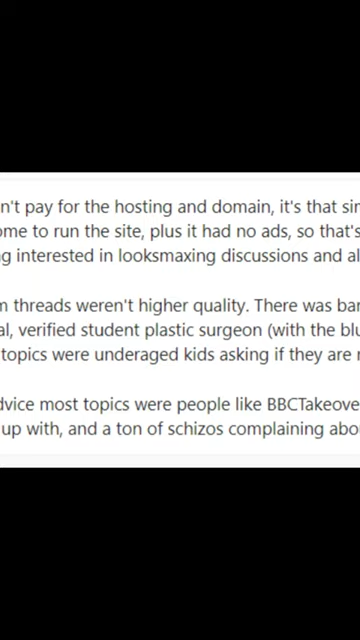 n't pay for the hosting and domain, it's that sin
ome to run the site, plus it had no ads, so that's
g interested in looksmaxing discussions and al
m threads weren't higher quality. There was bar
al, verified student plastic surgeon (with the blu
topics were underaged kids asking if they are r
dvice most topics were people like BBCTakeove
up with, and a ton of schizos complaining abo